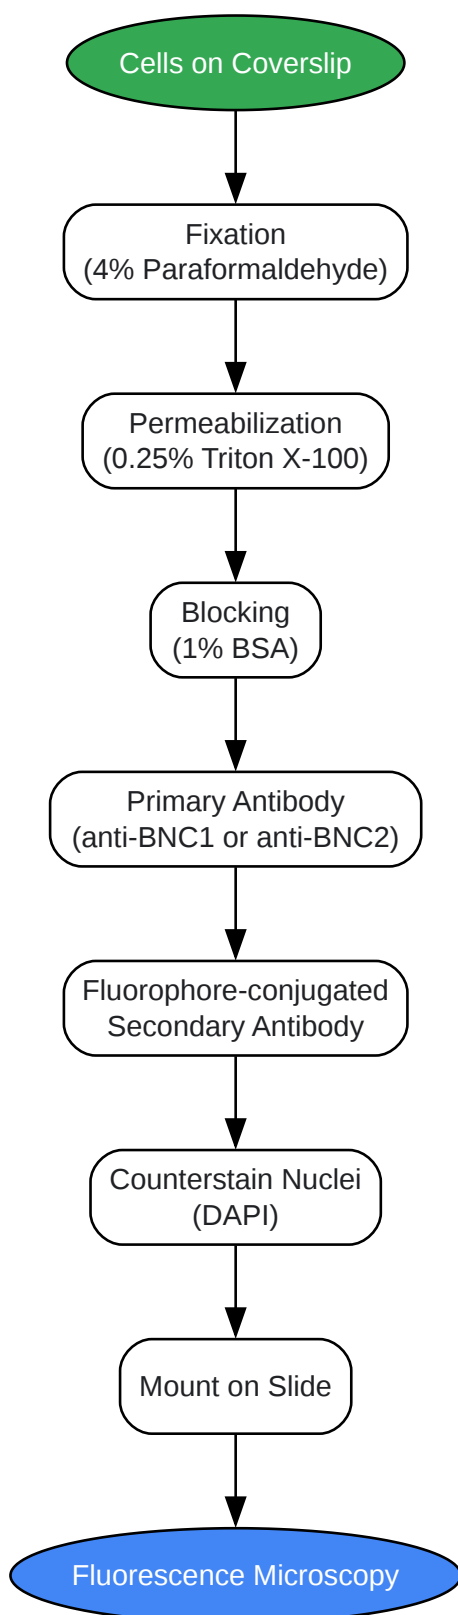 Cells on Coverslip
Fixation
(4% Paraformaldehyde)
Permeabilization
(0.25% Triton X-100)
Blocking
(1% BSA)
Primary Antibody
(anti-BNC1 or anti-BNC2)
Fluorophore-conjugated
Secondary Antibody
Counterstain Nuclei
(DAPI)
Mount on Slide
Fluorescence Microscopy